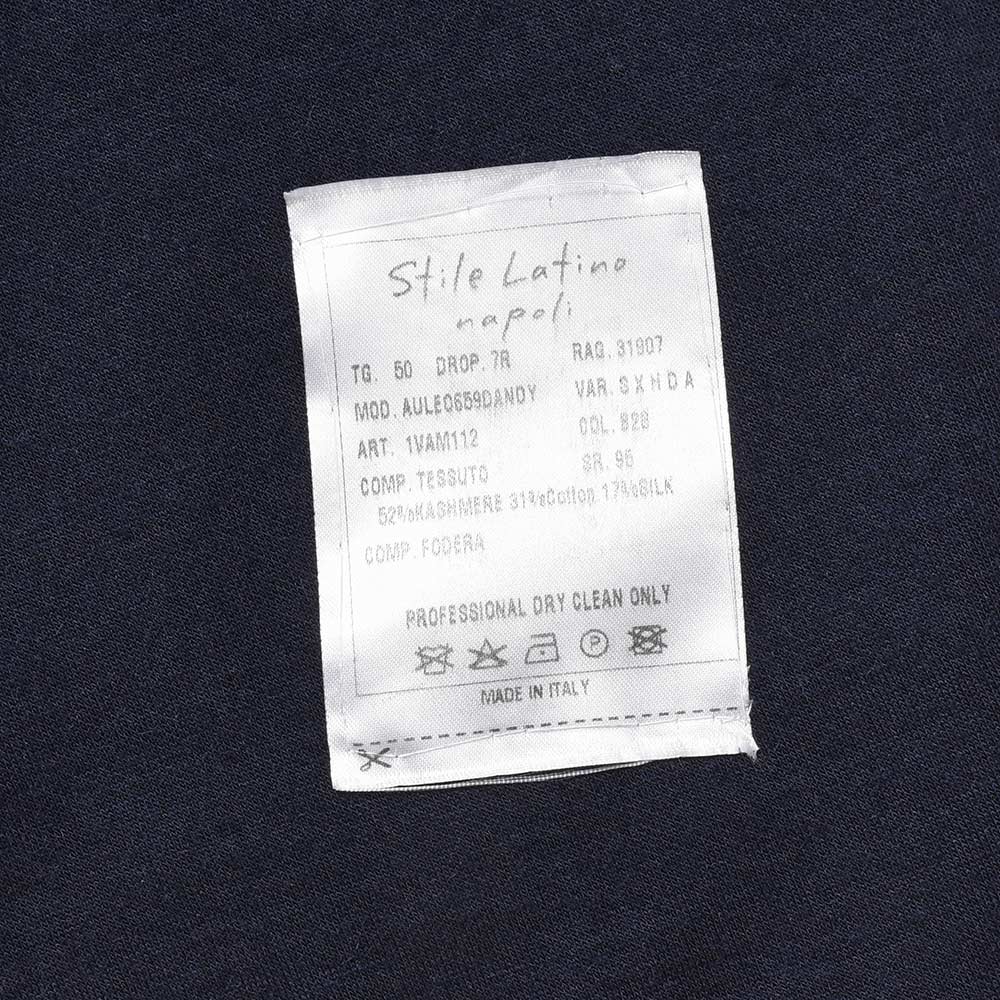 Stile Latino
napoli
TG. 50 DROP. 7R RAG. 31907
MOD. AULEO659DANDY VAR. S X N D A
ART. 1VAM112 COL. 828
COMP. TESSUTO SR. 95
52%KASHMERE 31%Cotton 17%SILK
COMP. FODERA
PROFESSIONAL DRY CLEAN ONLY
P
MADE IN ITALY